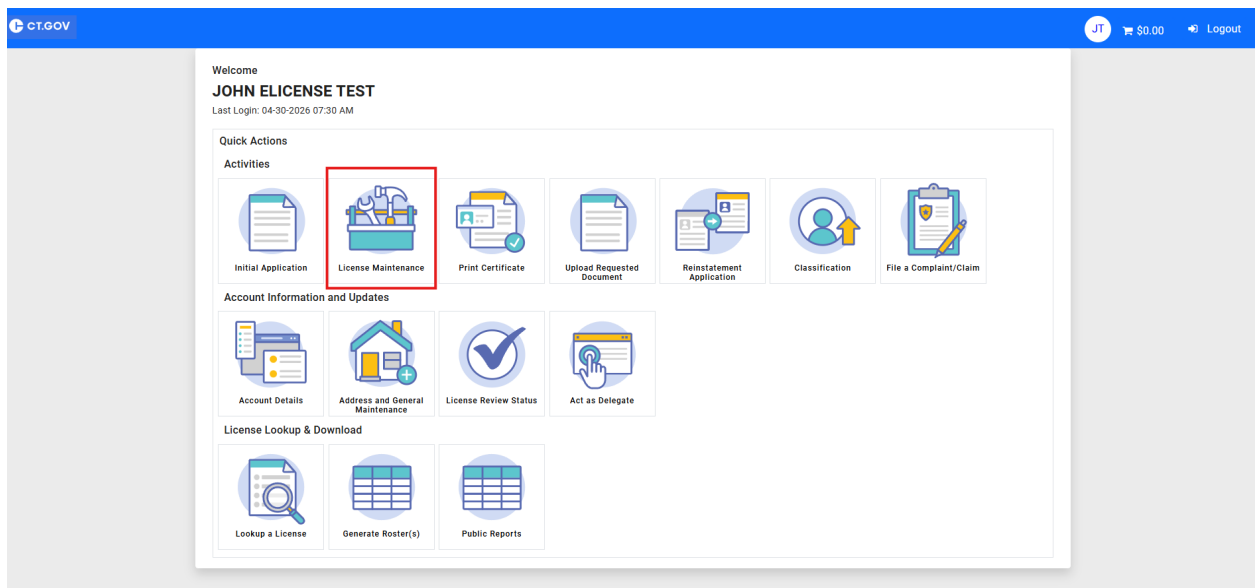 CT.GOV
JT
$0.00
Logout
Welcome
JOHN ELICENSE TEST
Last Login: 04-30-2026 07:30 AM
Quick Actions
Activities
Initial Application
License Maintenance
Print Certificate
Upload Requested
Document
Reinstatement
Application
Classification
File a Complaint/Claim
Account Information and Updates
Account Details
Address and General
Maintenance
License Review Status
Act as Delegate
License Lookup & Download
Lookup a License
Generate Roster(s)
Public Reports